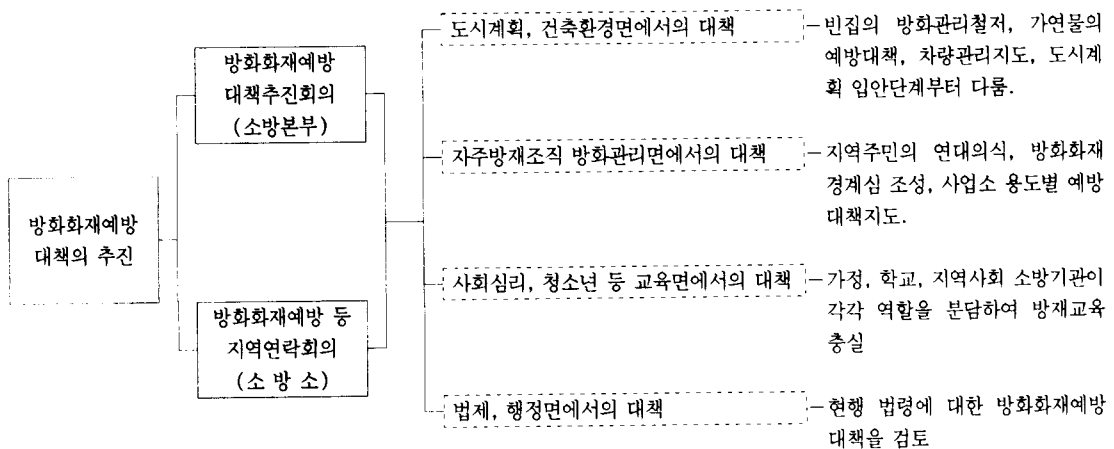 방화화재예방
대책의 추진
방화화재예방
대책추진회의
(소방본부)
방화화재예방 등
지역연락회의
(소 방 소)
도시계획, 건축환경면에서의 대책
빈집의 방화관리철저, 가연물의
예방대책, 차량관리지도, 도시계
획 입안단계부터 다룸.
자주방재조직 방화관리면에서의 대책
지역주민의 연대의식, 방화화재
경계심 조성, 사업소 용도별 예방
대책지도.
사회심리, 청소년 등 교육면에서의 대책
가정, 학교, 지역사회 소방기관이
각각 역할을 분담하여 방재교육
충실
법제, 행정면에서의 대책
현행 법령에 대한 방화화재예방
대책을 검토